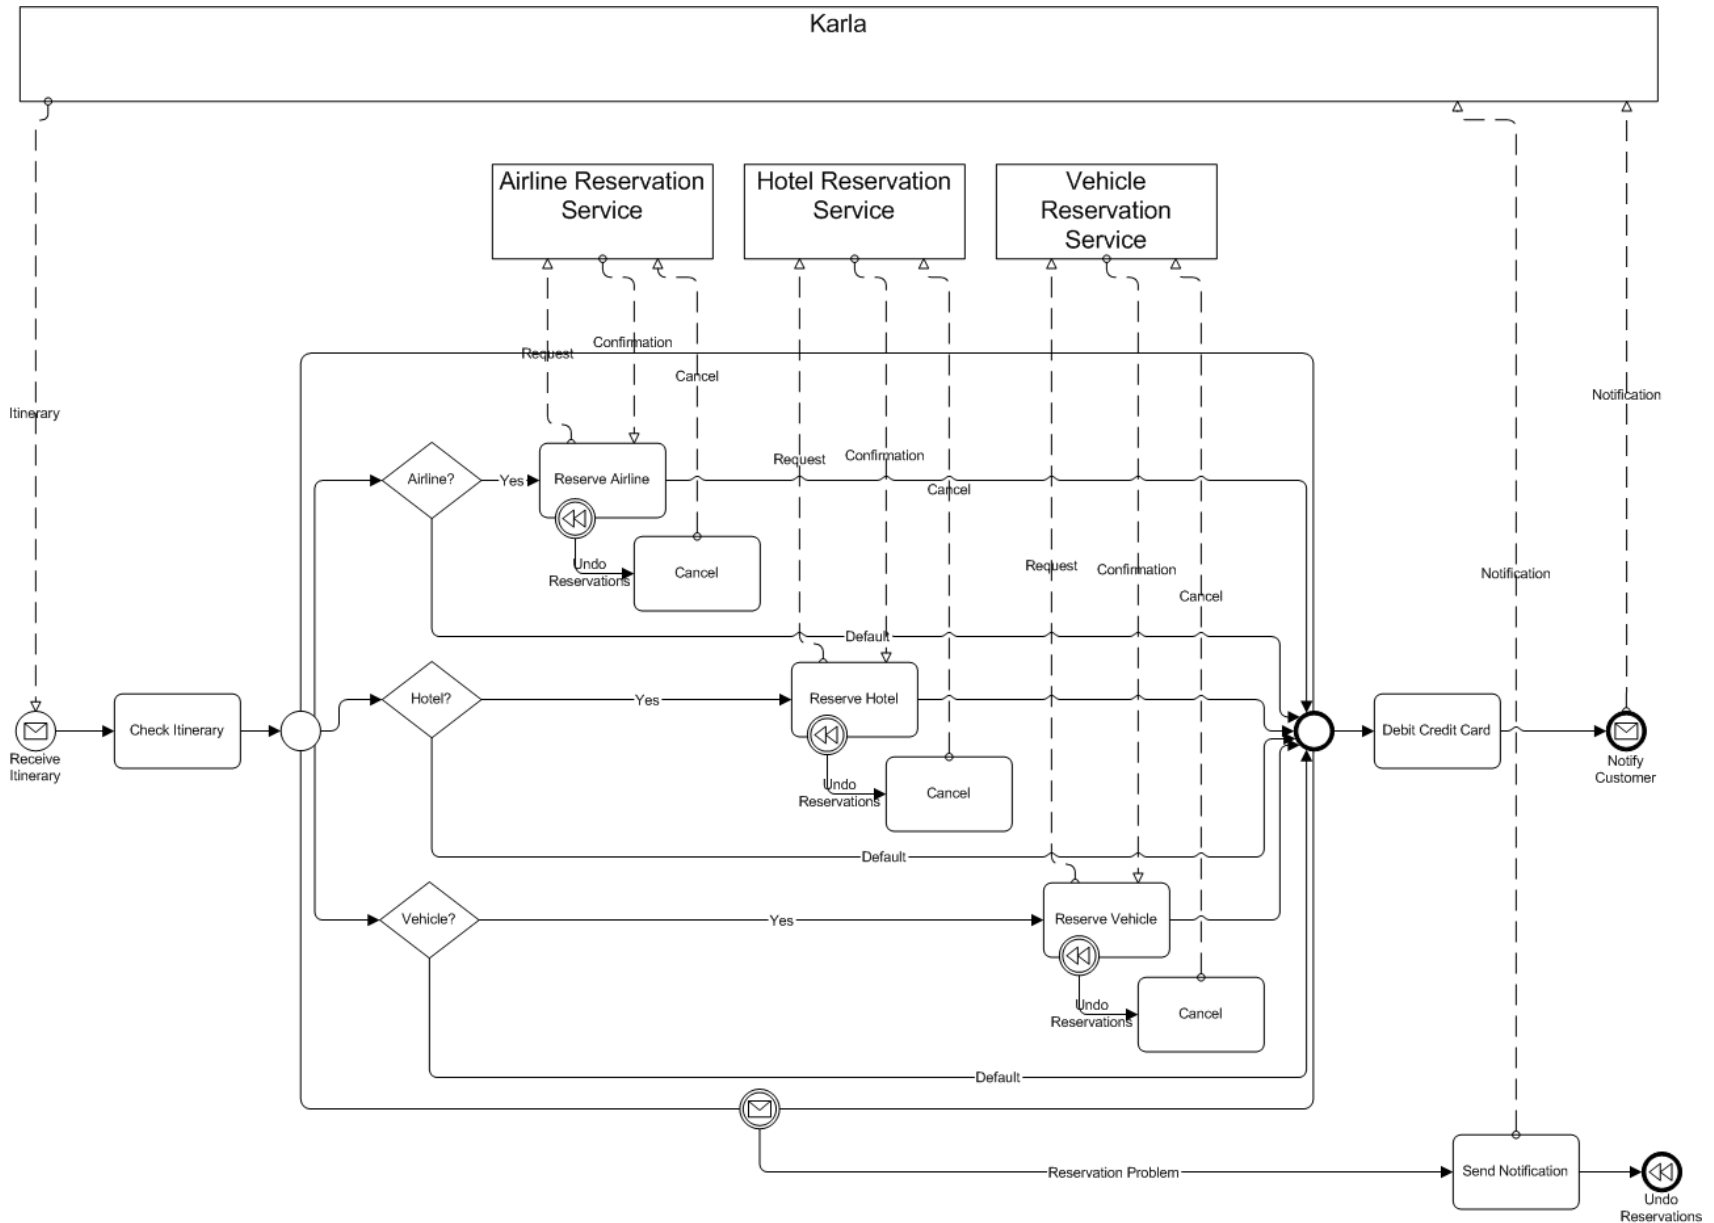 Karla
Airline Reservation
Service
Hotel Reservation
Service
Vehicle
Reservation
Service
Request
Confirmation
Cancel
Itinerary
Notification
Request
Confirmation
Cancel
Airline?
Yes
Reserve Airline
Undo
Reservations
Cancel
Request
Confirmation
Cancel
Notification
Default
Hotel?
Yes
Reserve Hotel
Receive
Itinerary
Check Itinerary
Debit Credit Card
Notify
Customer
Undo
Reservations
Cancel
Default
Vehicle?
Yes
Reserve Vehicle
Undo
Reservations
Cancel
Default
Reservation Problem
Send Notification
Undo
Reservations